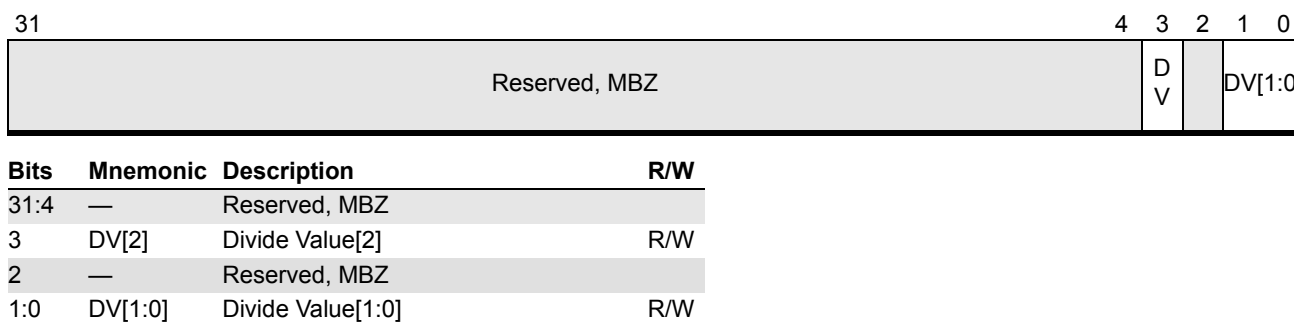 31 4 3 2 1 0
Reserved, MBZ
D
V
DV[1:0
Bits Mnemonic Description R/W
31:4 — Reserved, MBZ
3 DV[2] Divide Value[2] R/W
2 — Reserved, MBZ
1:0 DV[1:0] Divide Value[1:0] R/W